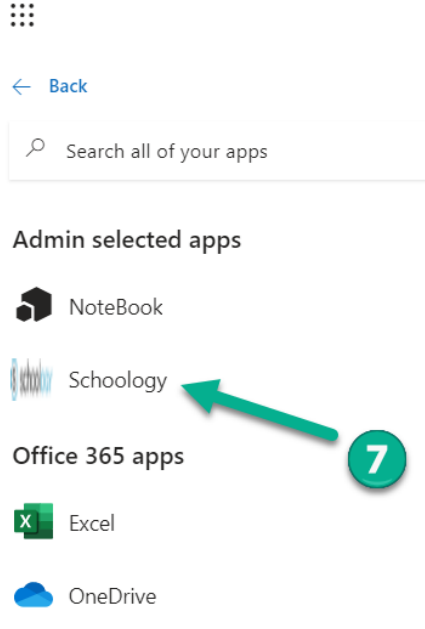 Back
Search all of your apps
Admin selected apps
NoteBook
Schoology
7
Office 365 apps
Excel
OneDrive